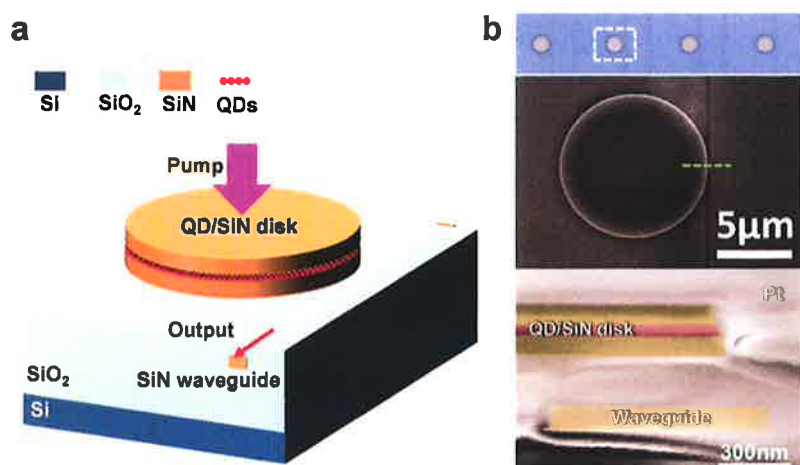 a
Si SiO₂ SiN QDs
Pump
QD/SiN disk
Output
SiN waveguide
SiO₂
Si
b
5μm
Pt
QD/SiN disk
Waveguide
300nm